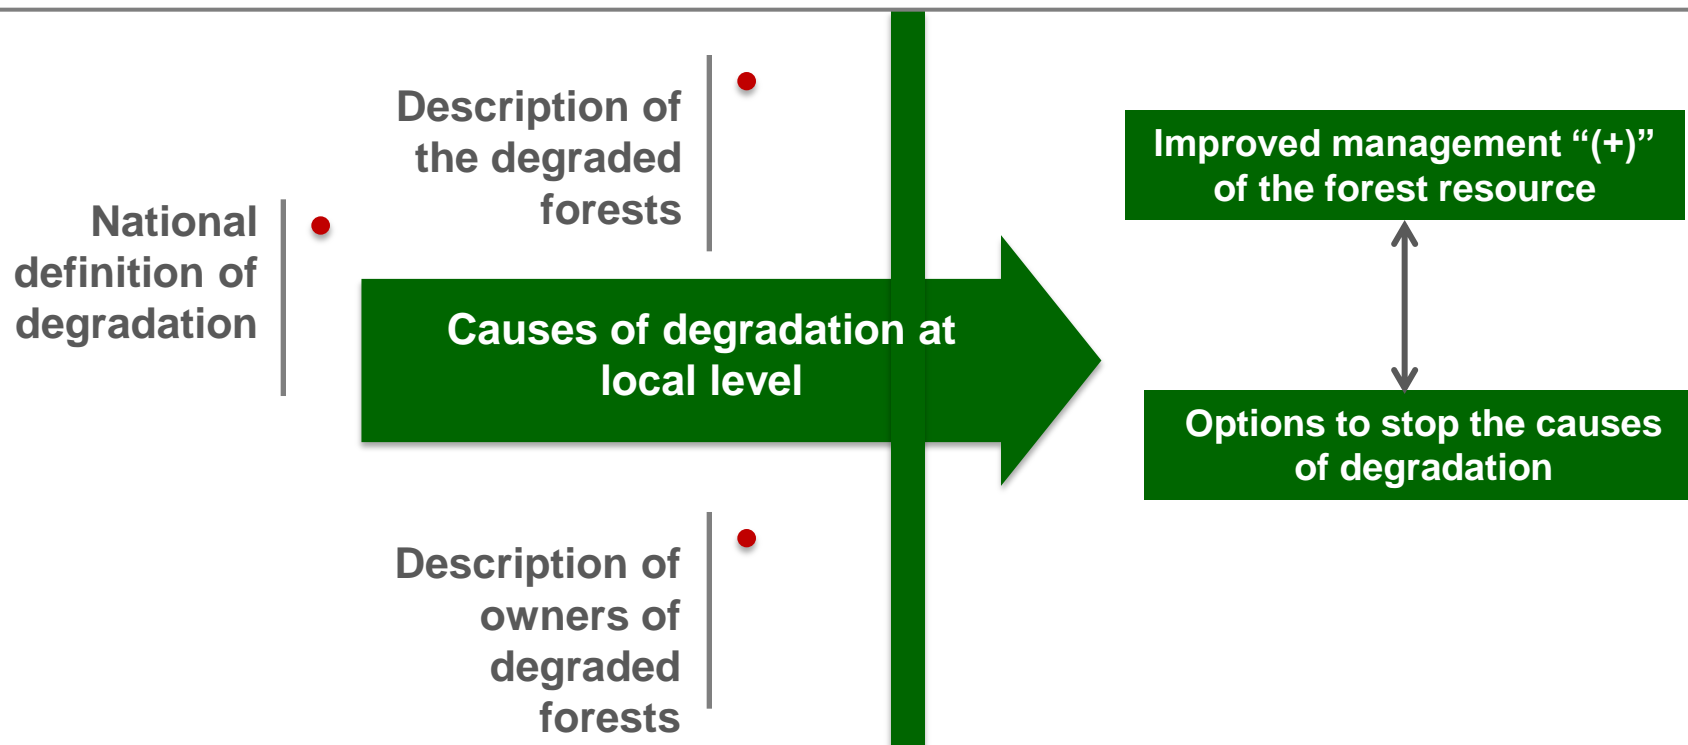 National
definition of
degradation
Description of
the degraded
forests
Causes of degradation at
local level
Description of
owners of
degraded
forests
Improved management “(+)”
of the forest resource
Options to stop the causes
of degradation